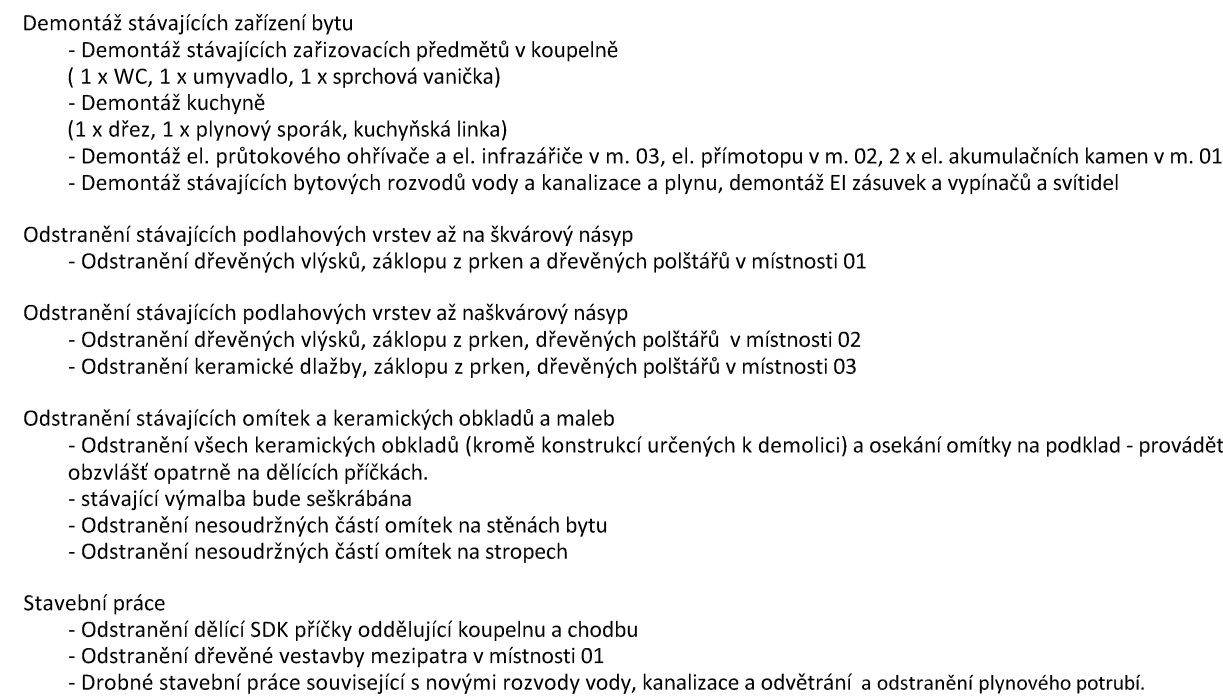 Demontáž stávajících zařízení bytu
- Demontáž stávajících zařizovacích předmětů v koupelně
( 1 x WC, 1 x umyvadlo, 1 x sprchová vanička)
- Demontáž kuchyně
(1 x dřez, 1 x plynový sporák, kuchyňská linka)
- Demontáž el. průtokového ohřívače a el. infrazářiče v m. 03, el. přímotopu v m. 02, 2 x el. akumulačních kamen v m. 01
- Demontáž stávajících bytových rozvodů vody a kanalizace a plynu, demontáž EI zásuvek a vypínačů a svítidel
Odstranění stávajících podlahových vrstev až na škvárový násyp
- Odstranění dřevěných vlýsků, záklopu z prken a dřevěných polštářů v místnosti 01
Odstranění stávajících podlahových vrstev až naškvárový násyp
- Odstranění dřevěných vlýsků, záklopu z prken, dřevěných polštářů  v místnosti 02
- Odstranění keramické dlažby, záklopu z prken, dřevěných polštářů v místnosti 03
Odstranění stávajících omítek a keramických obkladů a maleb
- Odstranění všech keramických obkladů (kromě konstrukcí určených k demolici) a osekání omítky na podklad - provádět
obzvlášť opatrně na dělících příčkách.
- stávající výmalba bude seškrábána
- Odstranění nesoudržných částí omítek na stěnách bytu
- Odstranění nesoudržných částí omítek na stropech
Stavební práce
- Odstranění dělící SDK příčky oddělující koupelnu a chodbu
- Odstranění dřevěné vestavby mezipatra v místnosti 01
- Drobné stavební práce související s novými rozvody vody, kanalizace a odvětrání  a odstranění plynového potrubí.